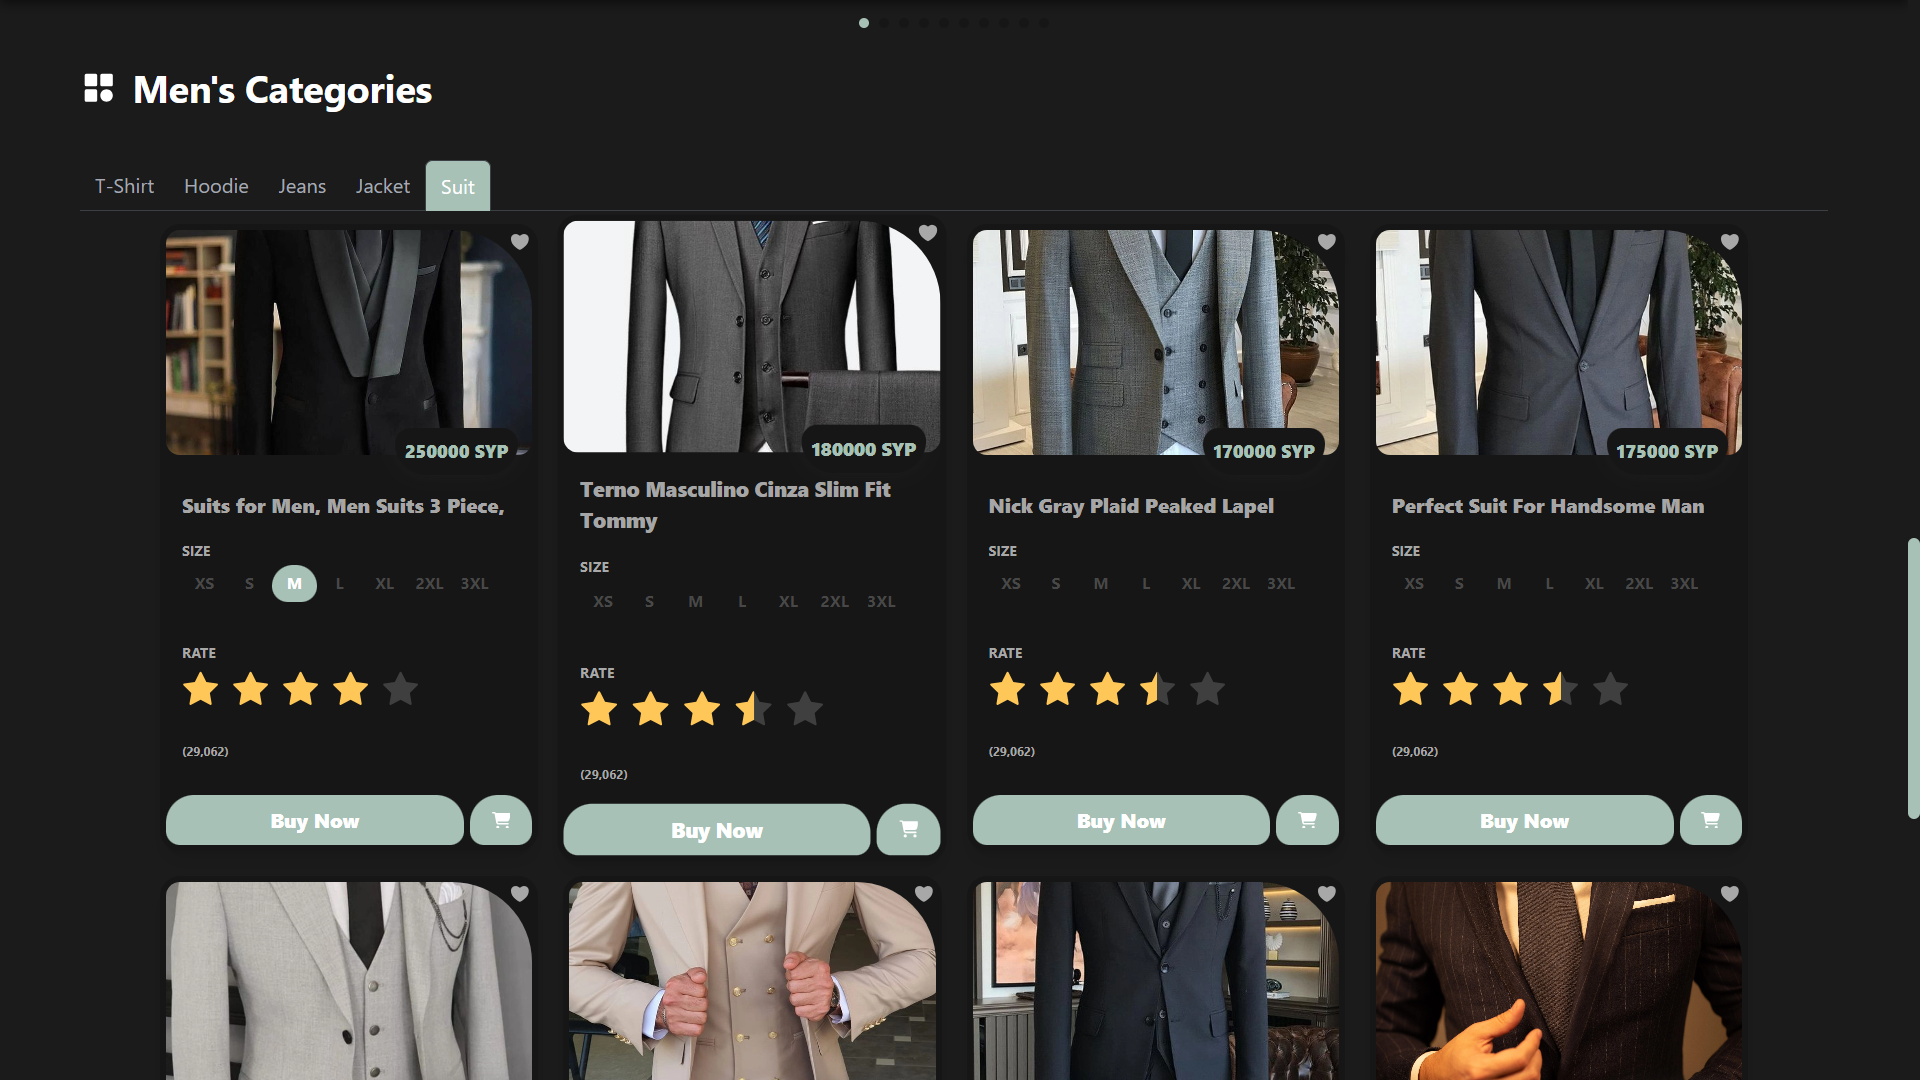 Men's Categories
T-Shirt Hoodie Jeans Jacket Suit
250000 SYP
Suits for Men, Men Suits 3 Piece,
SIZE
XS S M L XL 2XL 3XL
RATE
(29,062)
Buy Now
180000 SYP
Terno Masculino Cinza Slim Fit
Tommy
SIZE
XS S M L XL 2XL 3XL
RATE
(29,062)
Buy Now
170000 SYP
Nick Gray Plaid Peaked Lapel
SIZE
XS S M L XL 2XL 3XL
RATE
(29,062)
Buy Now
175000 SYP
Perfect Suit For Handsome Man
SIZE
XS S M L XL 2XL 3XL
RATE
(29,062)
Buy Now